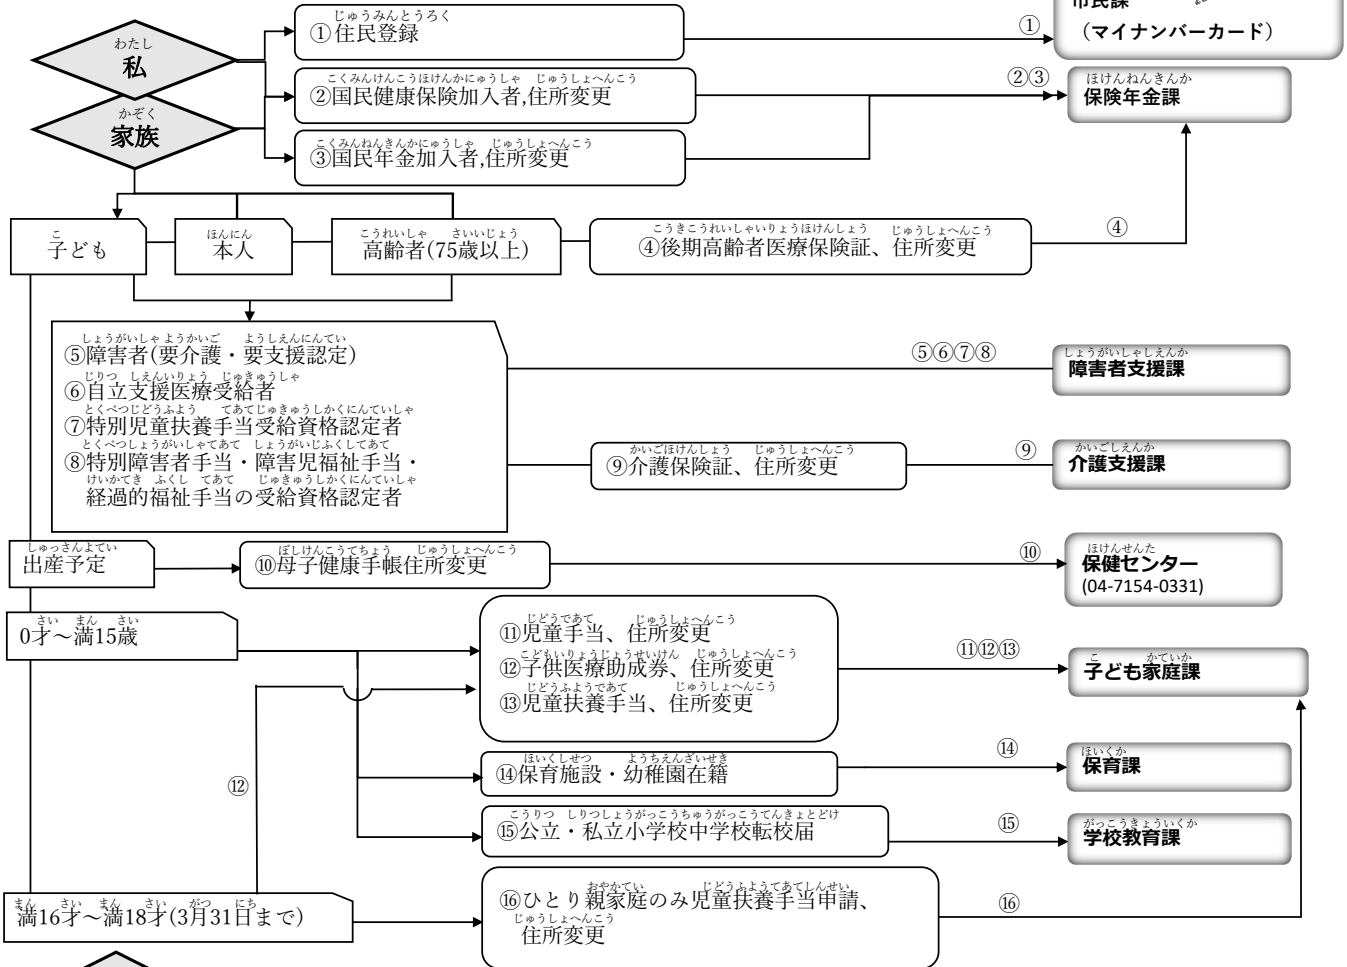 市民課
（マイナンバーカード）
じゅうみんとうろく
①住民登録
①
わたし
私
こくみんけんこうほけんかにゅうしゃ じゅうしょへんこう
②国民健康保険加入者,住所変更
②③
ほけんねんきんか
保険年金課
かぞく
家族
こくみんねんきんかにゅうしゃ じゅうしょへんこう
③国民年金加入者,住所変更
こ
子ども
ほんにん
本人
こうれいしゃ さいいじょう
高齢者(75歳以上)
こうきこうれいしゃいりょうほけんしょう じゅうしょへんこう
④後期高齢者医療保険証、住所変更
④
しょうがいしゃ ようかいご ようしえんにんてい
⑤障害者(要介護・要支援認定)
じりつ しえんいりょう じゅきゅうしゃ
⑥自立支援医療受給者
とくべつじどうふよう てあてじゅきゅうしかくにんていしゃ
⑦特別児童扶養手当受給資格認定者
とくべつしょうがいしゃてあて しょうがいじふくしてあて
⑧特別障害者手当・障害児福祉手当・
けいかてき ふくし てあて じゅきゅうしかくにんていしゃ
経過的福祉手当の受給資格認定者
⑤⑥⑦⑧
しょうがいしゃしえんか
障害者支援課
かいごほけんしょう じゅうしょへんこう
⑨介護保険証、住所変更
⑨
かいごしえんか
介護支援課
しゅっさんよてい
出産予定
ぼしけんこうてちょう じゅうしょへんこう
⑩母子健康手帳住所変更
⑩
ほけんせんた
保健センター
(04-7154-0331)
さい まん さい
0才～満15歳
じどうてあて じゅうしょへんこう
⑪児童手当、住所変更
こどもいりょうじょうせいけん じゅうしょへんこう
⑫子供医療助成券、住所変更
じどうふようであて じゅうしょへんこう
⑬児童扶養手当、住所変更
⑪⑫⑬
こ かていか
子ども家庭課
⑫
ほいくしせつ ようちえんざいせき
⑭保育施設・幼稚園在籍
⑭
ほいくか
保育課
こうりつ しりつしょうがっこうちゅうがっこうてんきょとどけ
⑮公立・私立小学校中学校転校届
⑮
がっこうきょういくか
学校教育課
まん さい まん さい がつ にち
満16才～満18才(3月31日まで)
おやかてい じどうふようてあてしんせい
⑯ひとり親家庭のみ児童扶養手当申請、
じゅうしょへんこう
住所変更
⑯